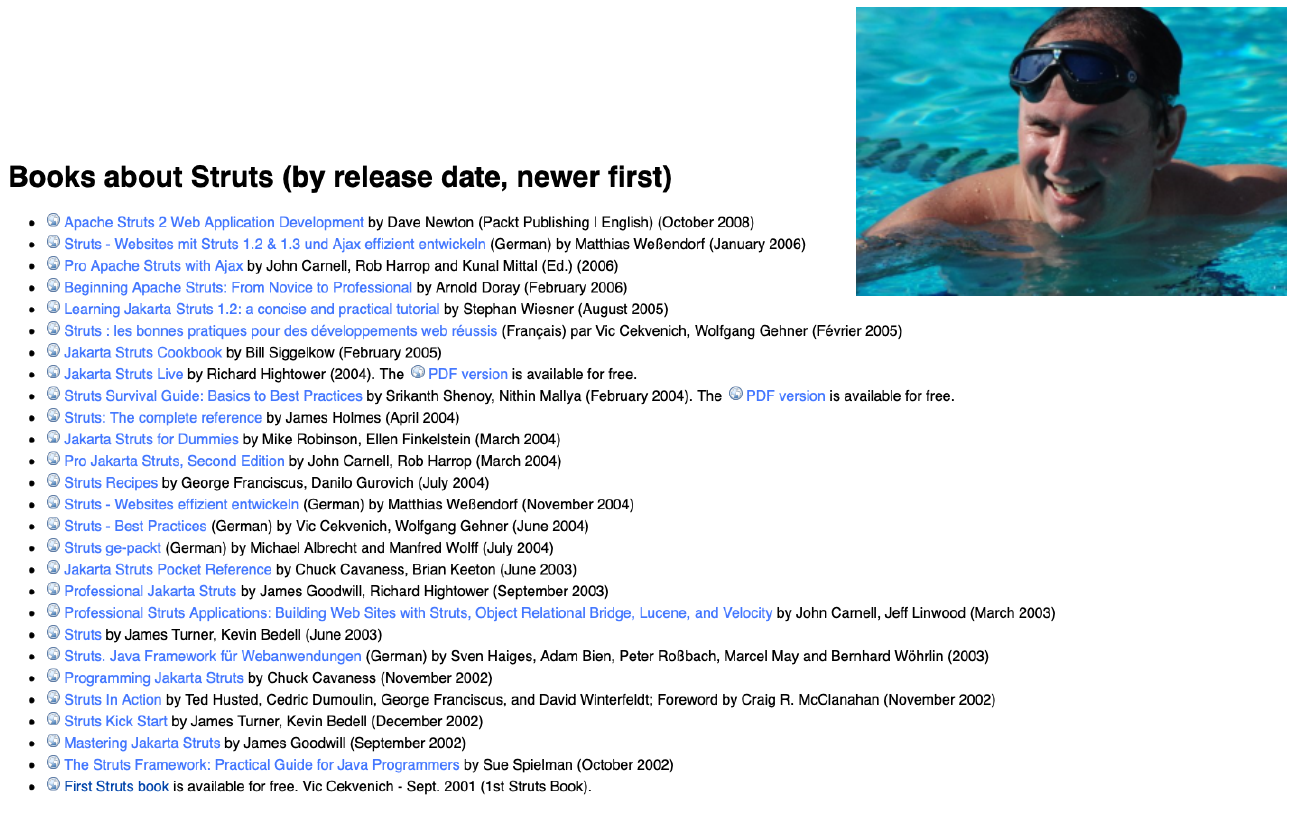 Books about Struts (by release date, newer first)
Apache Struts 2 Web Application Development by Dave Newton (Packt Publishing | English) (October 2008)
Struts - Websites mit Struts 1.2 & 1.3 und Ajax effizient entwickeln (German) by Matthias Weßendorf (January 2006)
Pro Apache Struts with Ajax by John Carnell, Rob Harrop and Kunal Mittal (Ed.) (2006)
Beginning Apache Struts: From Novice to Professional by Arnold Doray (February 2006)
Learning Jakarta Struts 1.2: a concise and practical tutorial by Stephan Wiesner (August 2005)
Struts : les bonnes pratiques pour des développements web réussis (Français) par Vic Cekvenich, Wolfgang Gehner (Février 2005)
Jakarta Struts Cookbook by Bill Siggelkow (February 2005)
Jakarta Struts Live by Richard Hightower (2004). The PDF version is available for free.
Struts Survival Guide: Basics to Best Practices by Srikanth Shenoy, Nithin Mallya (February 2004). The PDF version is available for free.
Struts: The complete reference by James Holmes (April 2004)
Jakarta Struts for Dummies by Mike Robinson, Ellen Finkelstein (March 2004)
Pro Jakarta Struts, Second Edition by John Carnell, Rob Harrop (March 2004)
Struts Recipes by George Franciscus, Danilo Gurovich (July 2004)
Struts - Websites effizient entwickeln (German) by Matthias Weßendorf (November 2004)
Struts - Best Practices (German) by Vic Cekvenich, Wolfgang Gehner (June 2004)
Struts ge-packt (German) by Michael Albrecht and Manfred Wolff (July 2004)
Jakarta Struts Pocket Reference by Chuck Cavaness, Brian Keeton (June 2003)
Professional Jakarta Struts by James Goodwill, Richard Hightower (September 2003)
Professional Struts Applications: Building Web Sites with Struts, Object Relational Bridge, Lucene, and Velocity by John Carnell, Jeff Linwood (March 2003)
Struts by James Turner, Kevin Bedell (June 2003)
Struts. Java Framework für Webanwendungen (German) by Sven Haiges, Adam Bien, Peter Roßbach, Marcel May and Bernhard Wöhrlin (2003)
Programming Jakarta Struts by Chuck Cavaness (November 2002)
Struts In Action by Ted Husted, Cedric Dumoulin, George Franciscus, and David Winterfeldt; Foreword by Craig R. McClanahan (November 2002)
Struts Kick Start by James Turner, Kevin Bedell (December 2002)
Mastering Jakarta Struts by James Goodwill (September 2002)
The Struts Framework: Practical Guide for Java Programmers by Sue Spielman (October 2002)
First Struts book is available for free. Vic Cekvenich - Sept. 2001 (1st Struts Book).